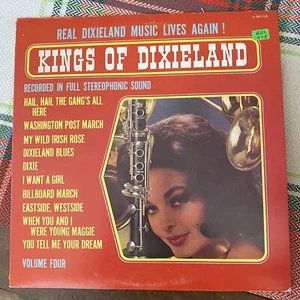 REAL DIXIELAND MUSIC LIVES AGAIN!
KINGS OF DIXIELAND
RECORDED IN FULL STEREOPHONIC SOUND
HAIL, HAIL THE GANG'S ALL
HERE
WASHINGTON POST MARCH
MY WILD IRISH ROSE
DIXIELAND BLUES
DIXIE
I WANT A GIRL
BILLBOARD MARCH
EASTSIDE, WESTSIDE
WHEN YOU AND I
WERE YOUNG MAGGIE
YOU TELL ME YOUR DREAM
VOLUME FOUR